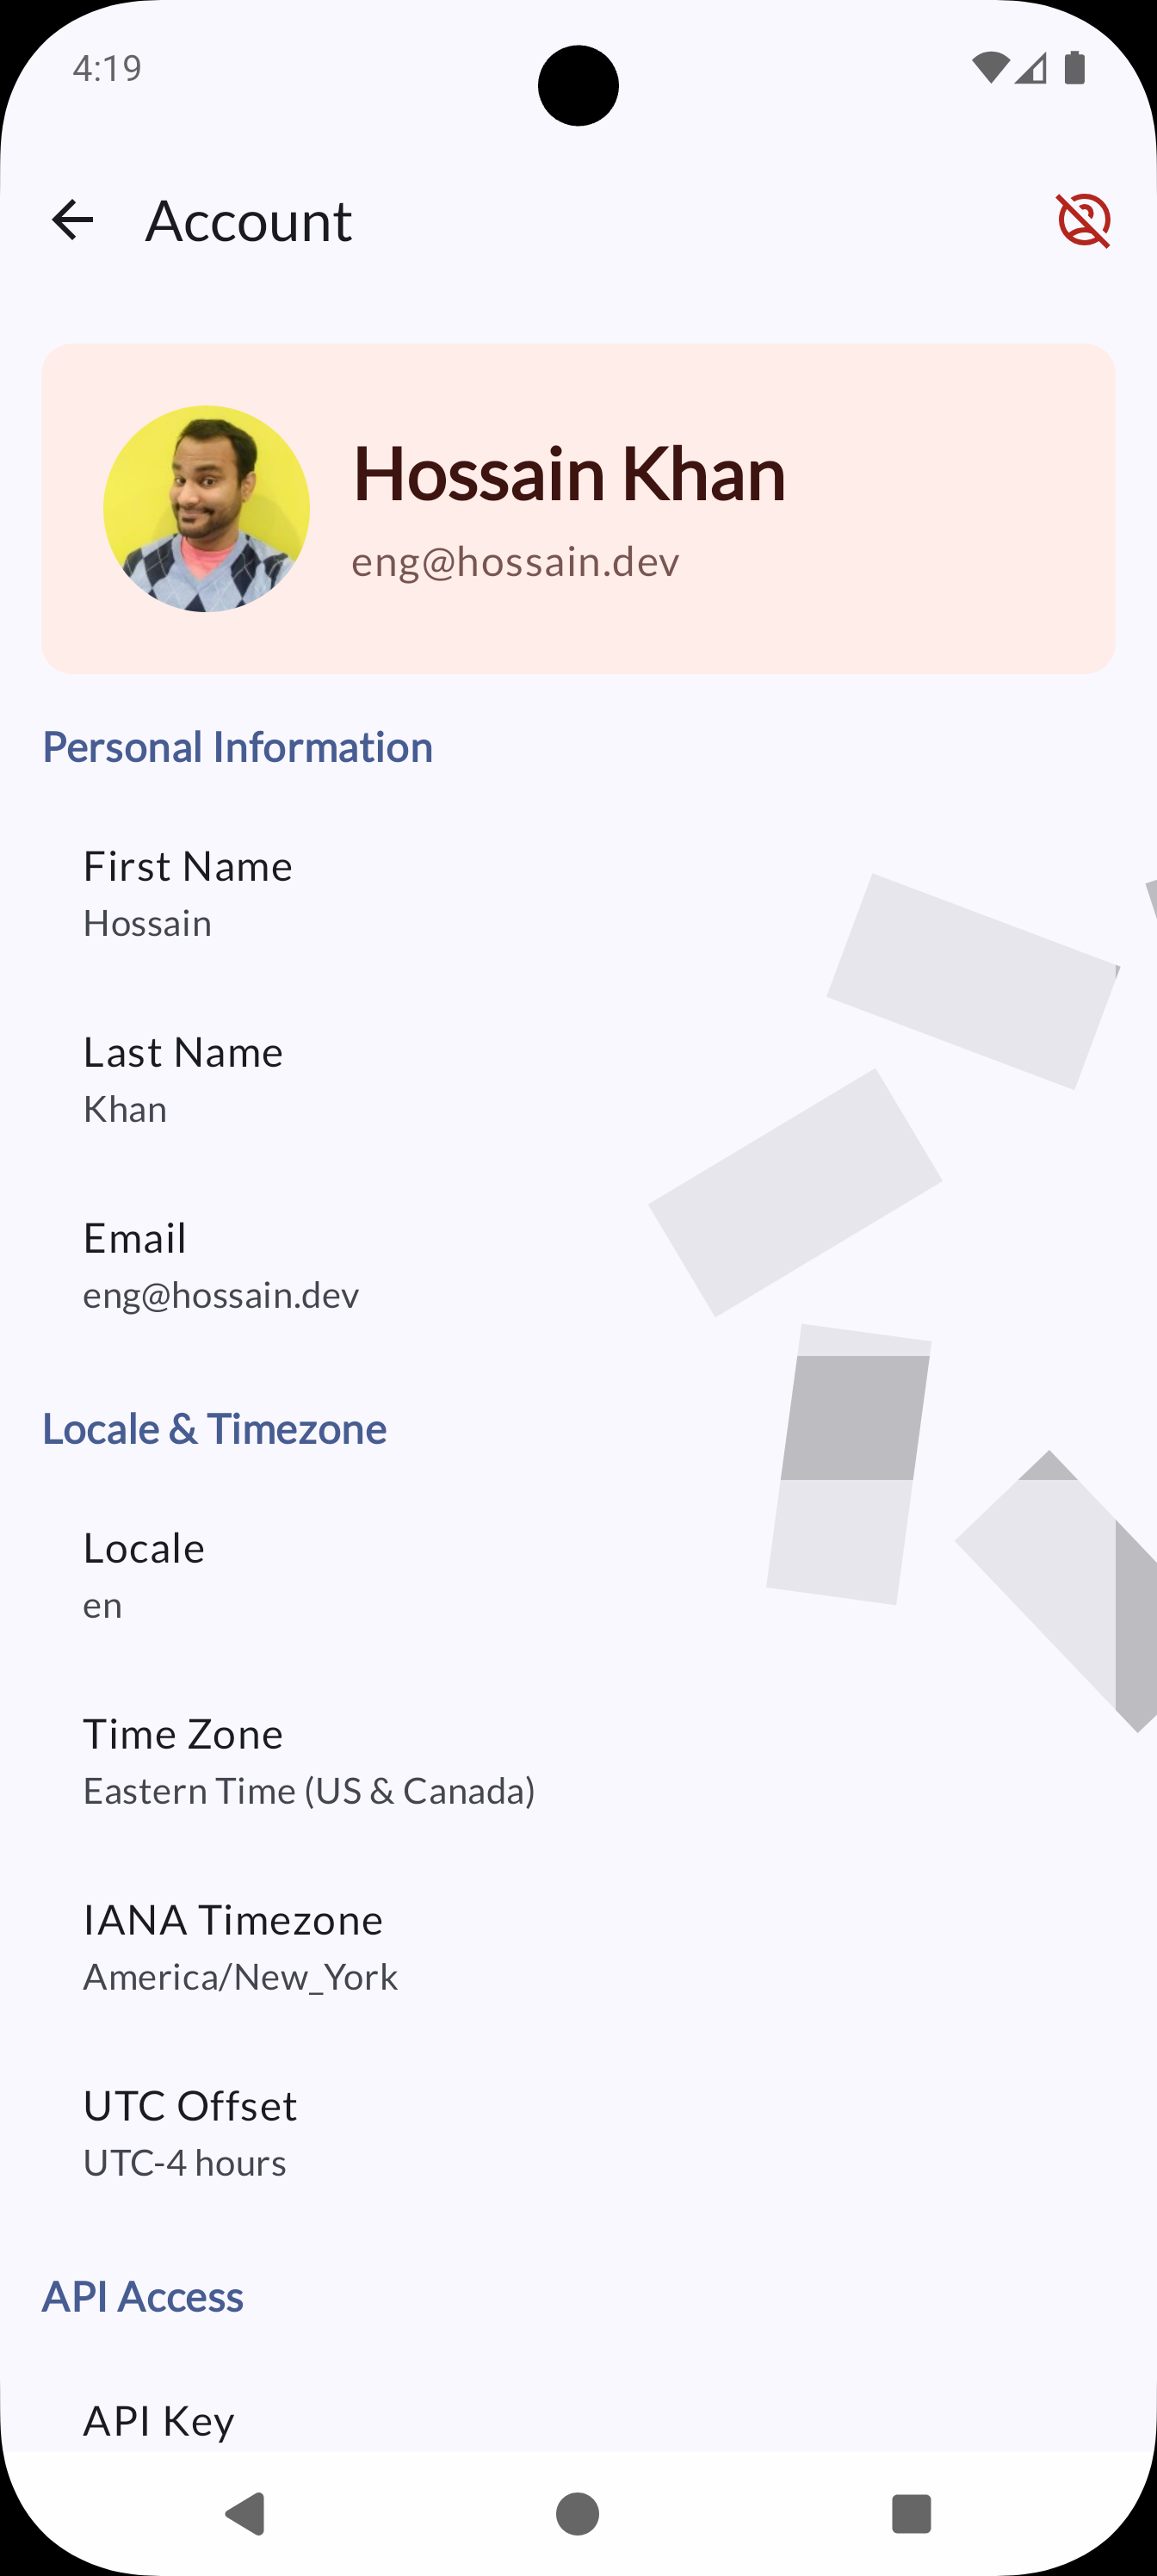 4:19
Account
Hossain Khan
eng@hossain.dev
Personal Information
First Name
Hossain
Last Name
Khan
Email
eng@hossain.dev
Locale & Timezone
Locale
en
Time Zone
Eastern Time (US & Canada)
IANA Timezone
America/New_York
UTC Offset
UTC-4 hours
API Access
API Key